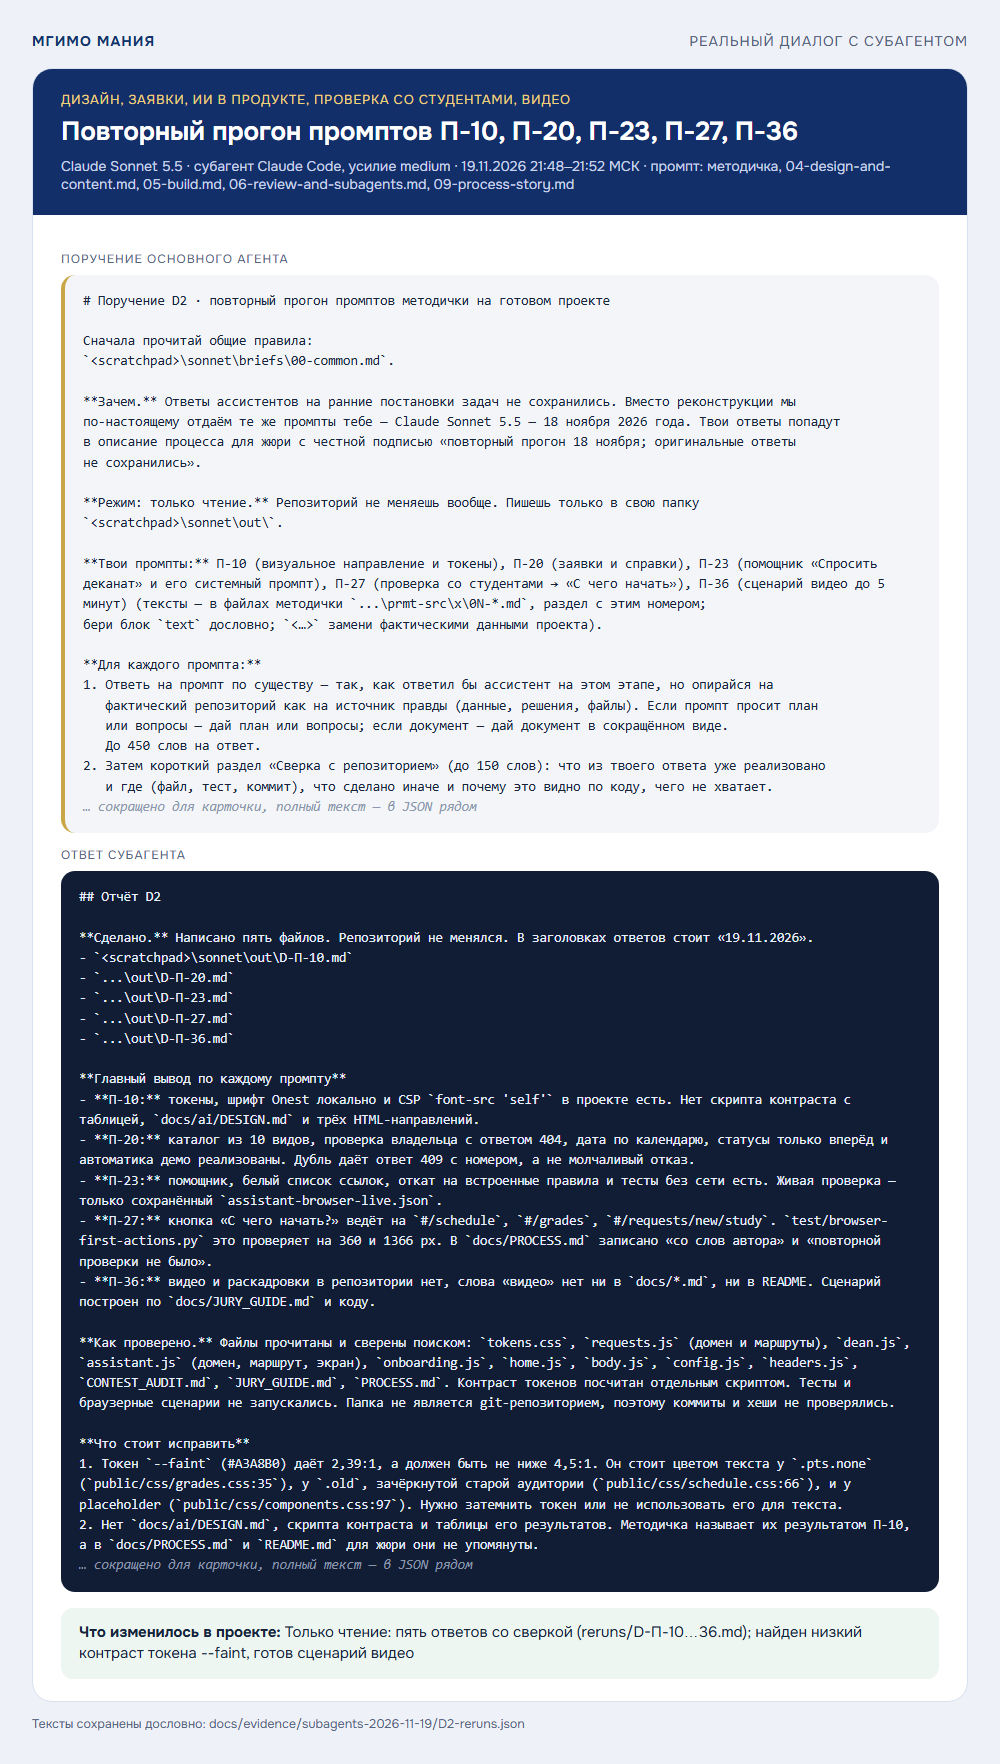 МГИМО МАНИЯ
РЕАЛЬНЫЙ ДИАЛОГ С СУБАГЕНТОМ
ДИЗАЙН, ЗАЯВКИ, ИИ В ПРОДУКТЕ, ПРОВЕРКА СО СТУДЕНТАМИ, ВИДЕО
Повторный прогон промптов П-10, П-20, П-23, П-27, П-36
Claude Sonnet 5.5 · субагент Claude Code, усилие medium · 19.11.2026 21:48–21:52 МСК · промпт: методичка, 04-design-and-
content.md, 05-build.md, 06-review-and-subagents.md, 09-process-story.md
ПОРУЧЕНИЕ ОСНОВНОГО АГЕНТА
# Поручение D2 · повторный прогон промптов методички на готовом проекте
Сначала прочитай общие правила:
`<scratchpad>\sonnet\briefs\00-common.md`.
**Зачем.** Ответы ассистентов на ранние постановки задач не сохранились. Вместо реконструкции мы
по-настоящему отдаём те же промпты тебе — Claude Sonnet 5.5 — 18 ноября 2026 года. Твои ответы попадут
в описание процесса для жюри с честной подписью «повторный прогон 18 ноября; оригинальные ответы
не сохранились».
**Режим: только чтение.** Репозиторий не меняешь вообще. Пишешь только в свою папку
`<scratchpad>\sonnet\out\`.
**Твои промпты:** П-10 (визуальное направление и токены), П-20 (заявки и справки), П-23 (помощник «Спросить
деканат» и его системный промпт), П-27 (проверка со студентами → «С чего начать»), П-36 (сценарий видео до 5
минут) (тексты — в файлах методички `...\prmt-src\x\0N-*.md`, раздел с этим номером;
бери блок `text` дословно; `<…>` замени фактическими данными проекта).
**Для каждого промпта:**
1. Ответь на промпт по существу — так, как ответил бы ассистент на этом этапе, но опирайся на
фактический репозиторий как на источник правды (данные, решения, файлы). Если промпт просит план
или вопросы — дай план или вопросы; если документ — дай документ в сокращённом виде.
До 450 слов на ответ.
2. Затем короткий раздел «Сверка с репозиторием» (до 150 слов): что из твоего ответа уже реализовано
и где (файл, тест, коммит), что сделано иначе и почему это видно по коду, чего не хватает.
… сокращено для карточки, полный текст — в JSON рядом
ОТВЕТ СУБАГЕНТА
## Отчёт D2
**Сделано.** Написано пять файлов. Репозиторий не менялся. В заголовках ответов стоит «19.11.2026».
- `<scratchpad>\sonnet\out\D-П-10.md`
- `...\out\D-П-20.md`
- `...\out\D-П-23.md`
- `...\out\D-П-27.md`
- `...\out\D-П-36.md`
**Главный вывод по каждому промпту**
- **П-10:** токены, шрифт Onest локально и CSP `font-src 'self'` в проекте есть. Нет скрипта контраста с
таблицей, `docs/ai/DESIGN.md` и трёх HTML-направлений.
- **П-20:** каталог из 10 видов, проверка владельца с ответом 404, дата по календарю, статусы только вперёд и
автоматика демо реализованы. Дубль даёт ответ 409 с номером, а не молчаливый отказ.
- **П-23:** помощник, белый список ссылок, откат на встроенные правила и тесты без сети есть. Живая проверка —
только сохранённый `assistant-browser-live.json`.
- **П-27:** кнопка «С чего начать?» ведёт на `#/schedule`, `#/grades`, `#/requests/new/study`. `test/browser-
first-actions.py` это проверяет на 360 и 1366 px. В `docs/PROCESS.md` записано «со слов автора» и «повторной
проверки не было».
- **П-36:** видео и раскадровки в репозитории нет, слова «видео» нет ни в `docs/*.md`, ни в README. Сценарий
построен по `docs/JURY_GUIDE.md` и коду.
**Как проверено.** Файлы прочитаны и сверены поиском: `tokens.css`, `requests.js` (домен и маршруты), `dean.js`,
`assistant.js` (домен, маршрут, экран), `onboarding.js`, `home.js`, `body.js`, `config.js`, `headers.js`,
`CONTEST_AUDIT.md`, `JURY_GUIDE.md`, `PROCESS.md`. Контраст токенов посчитан отдельным скриптом. Тесты и
браузерные сценарии не запускались. Папка не является git-репозиторием, поэтому коммиты и хеши не проверялись.
**Что стоит исправить**
1. Токен `--faint` (#A3A8B0) даёт 2,39:1, а должен быть не ниже 4,5:1. Он стоит цветом текста у `.pts.none`
(`public/css/grades.css:35`), у `.old`, зачёркнутой старой аудитории (`public/css/schedule.css:66`), и у
placeholder (`public/css/components.css:97`). Нужно затемнить токен или не использовать его для текста.
2. Нет `docs/ai/DESIGN.md`, скрипта контраста и таблицы его результатов. Методичка называет их результатом П-10,
а в `docs/PROCESS.md` и `README.md` для жюри они не упомянуты.
… сокращено для карточки, полный текст — в JSON рядом
Что изменилось в проекте: Только чтение: пять ответов со сверкой (reruns/D-П-10…36.md); найден низкий
контраст токена --faint, готов сценарий видео
Тексты сохранены дословно: docs/evidence/subagents-2026-11-19/D2-reruns.json